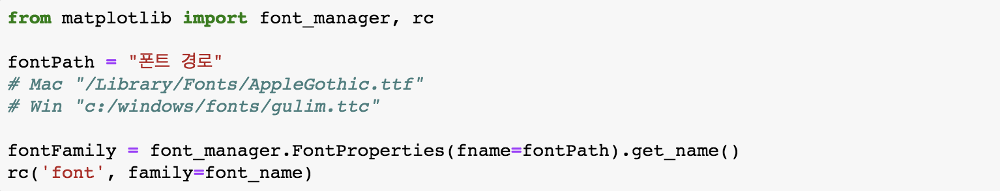 from matplotlib import font_manager, rc
fontPath = "폰트 경로"
# Mac "/Library/Fonts/AppleGothic.ttf"
# Win "c:/windows/fonts/gulim.ttc"
fontFamily = font_manager.FontProperties(fname=fontPath).get_name()
rc('font', family=font_name)